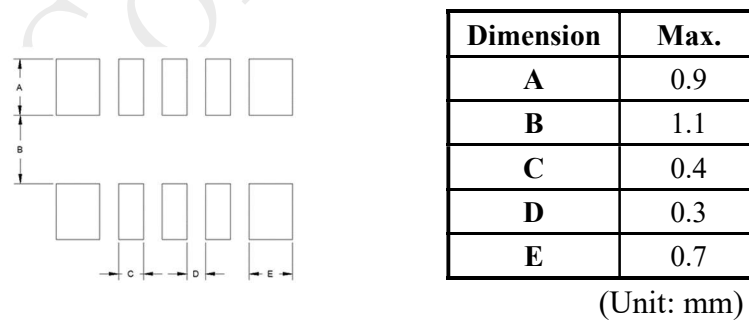 A
B
C
D
E
Dimension Max.
A 0.9
B 1.1
C 0.4
D 0.3
E 0.7
(Unit: mm)